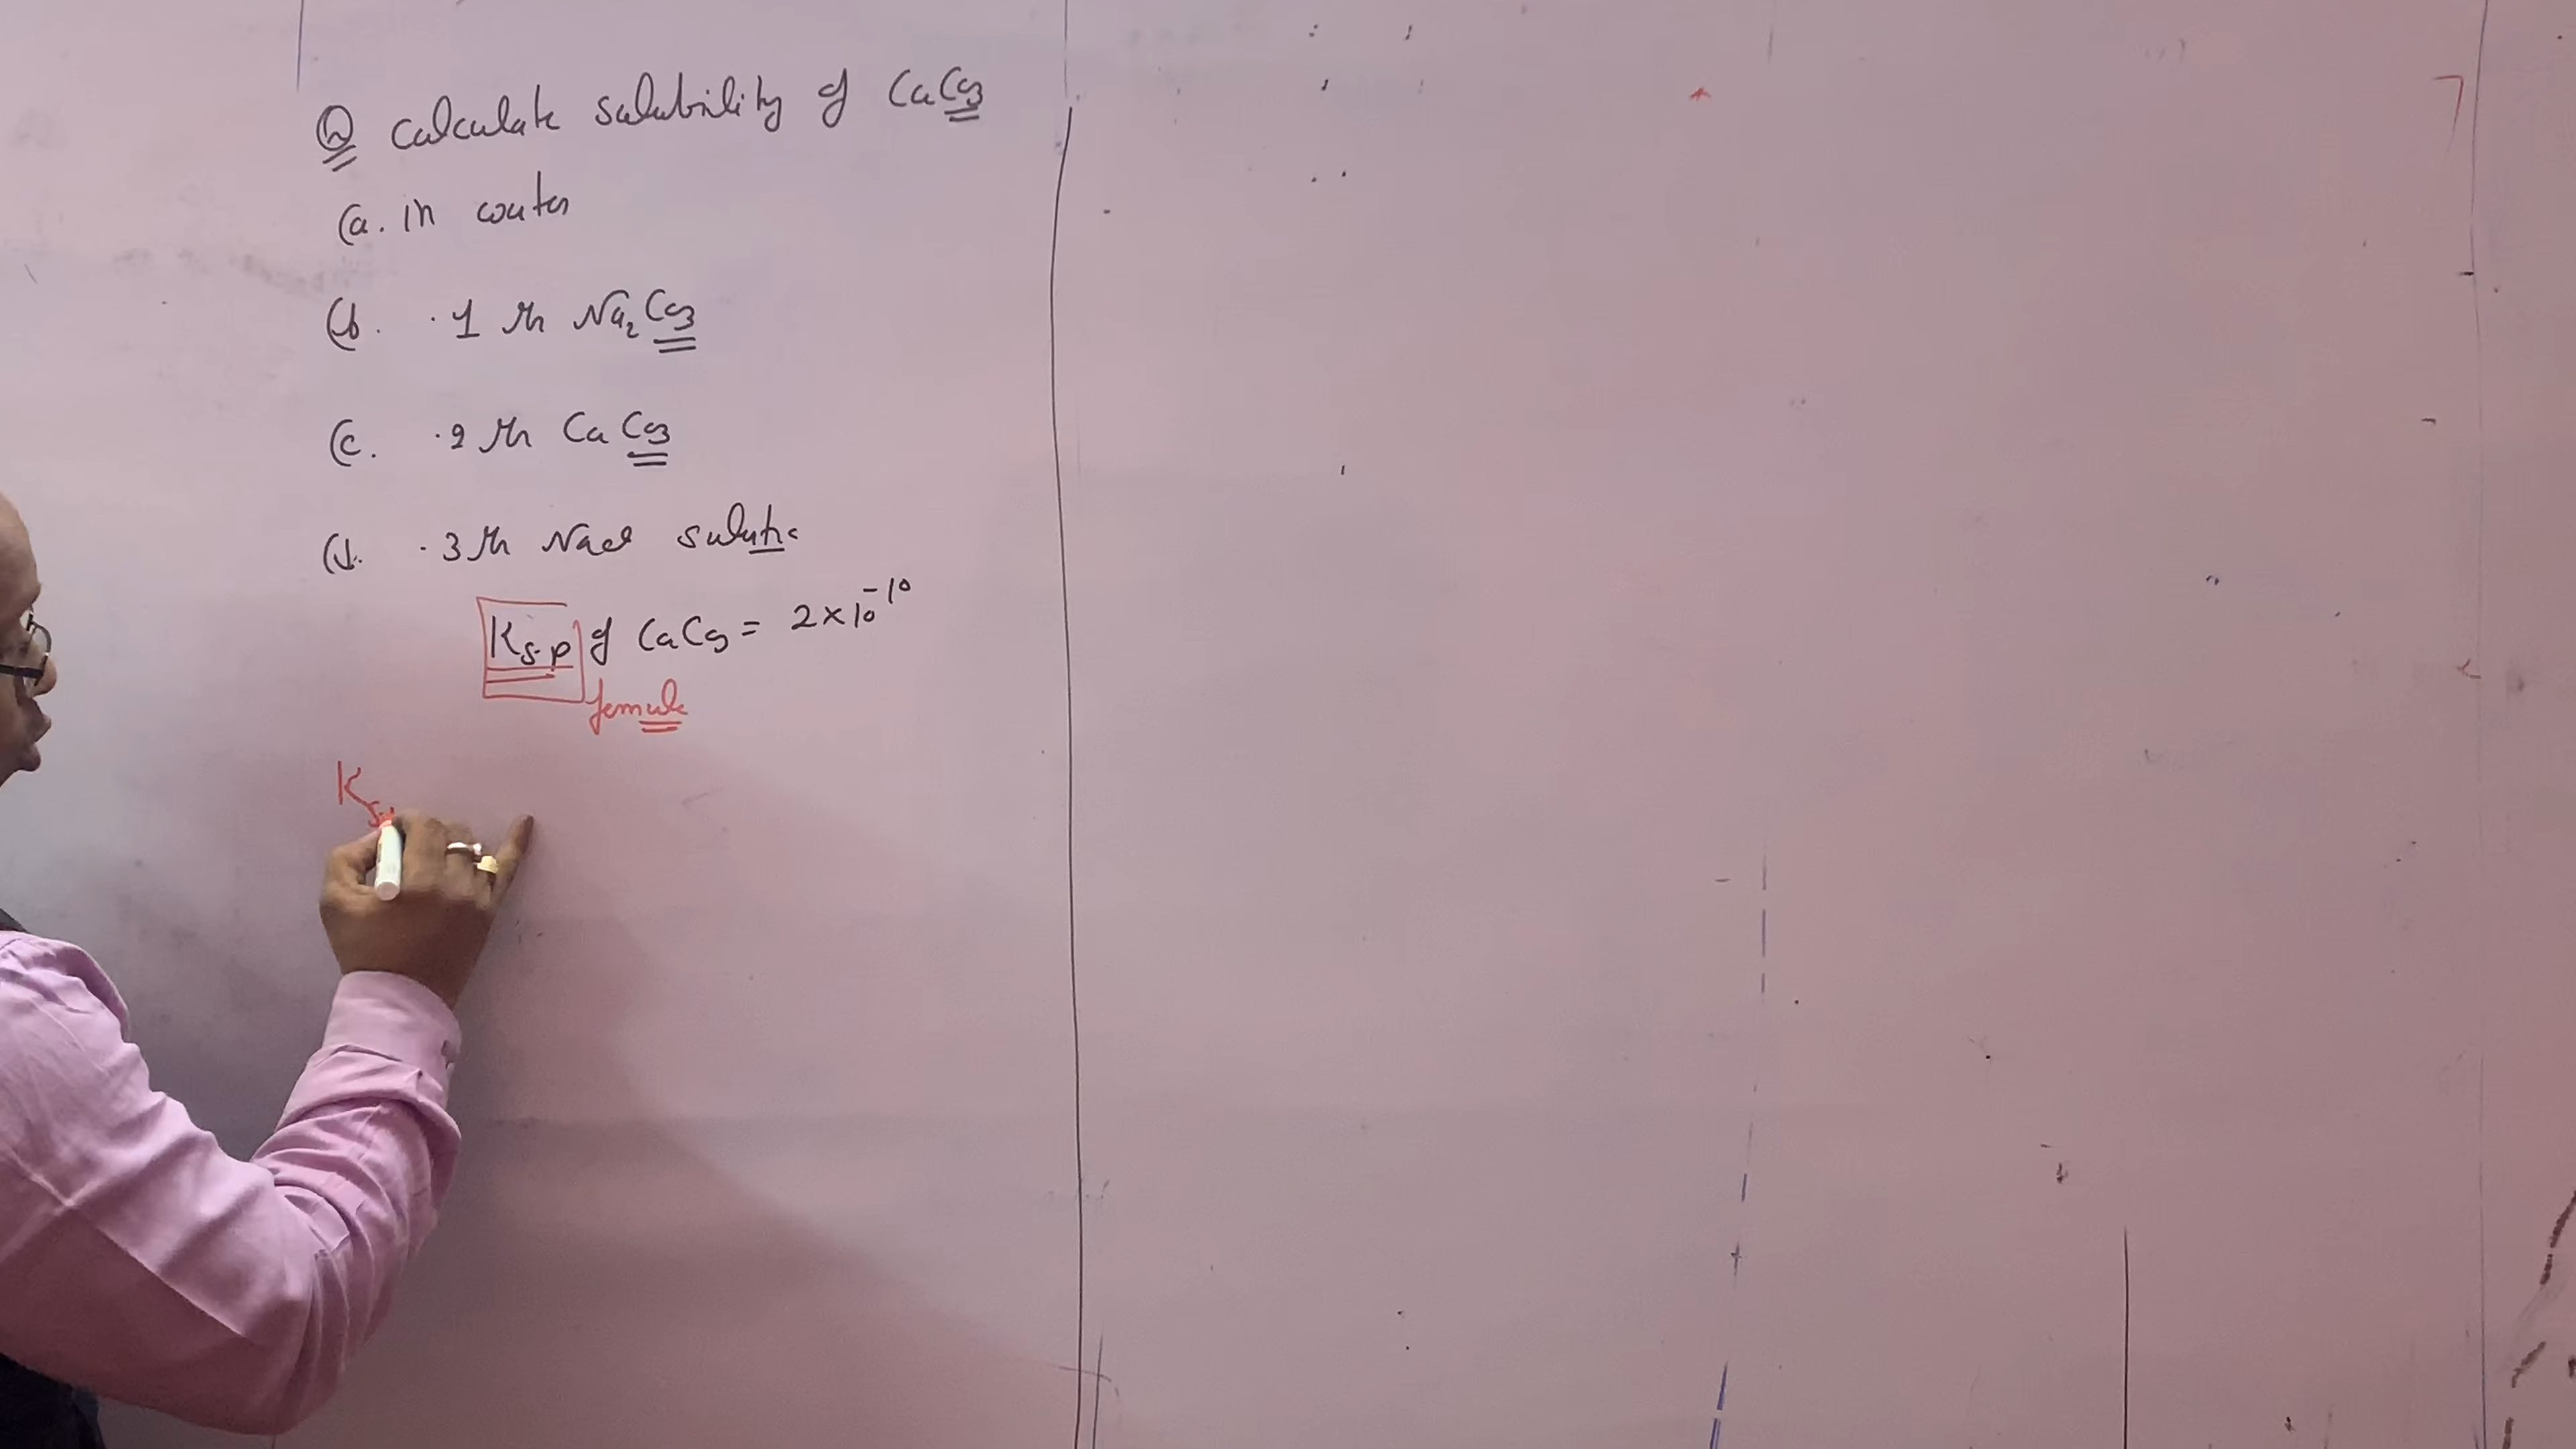 Q calculate solubility of CaCO3
(a. in water
(b. .1 M Na2CO3
(c. .2 M CaCO3
(d. .3 M NaCl solution
Ks.p of CaCO3 = 2×10^-10
formula
Ks.